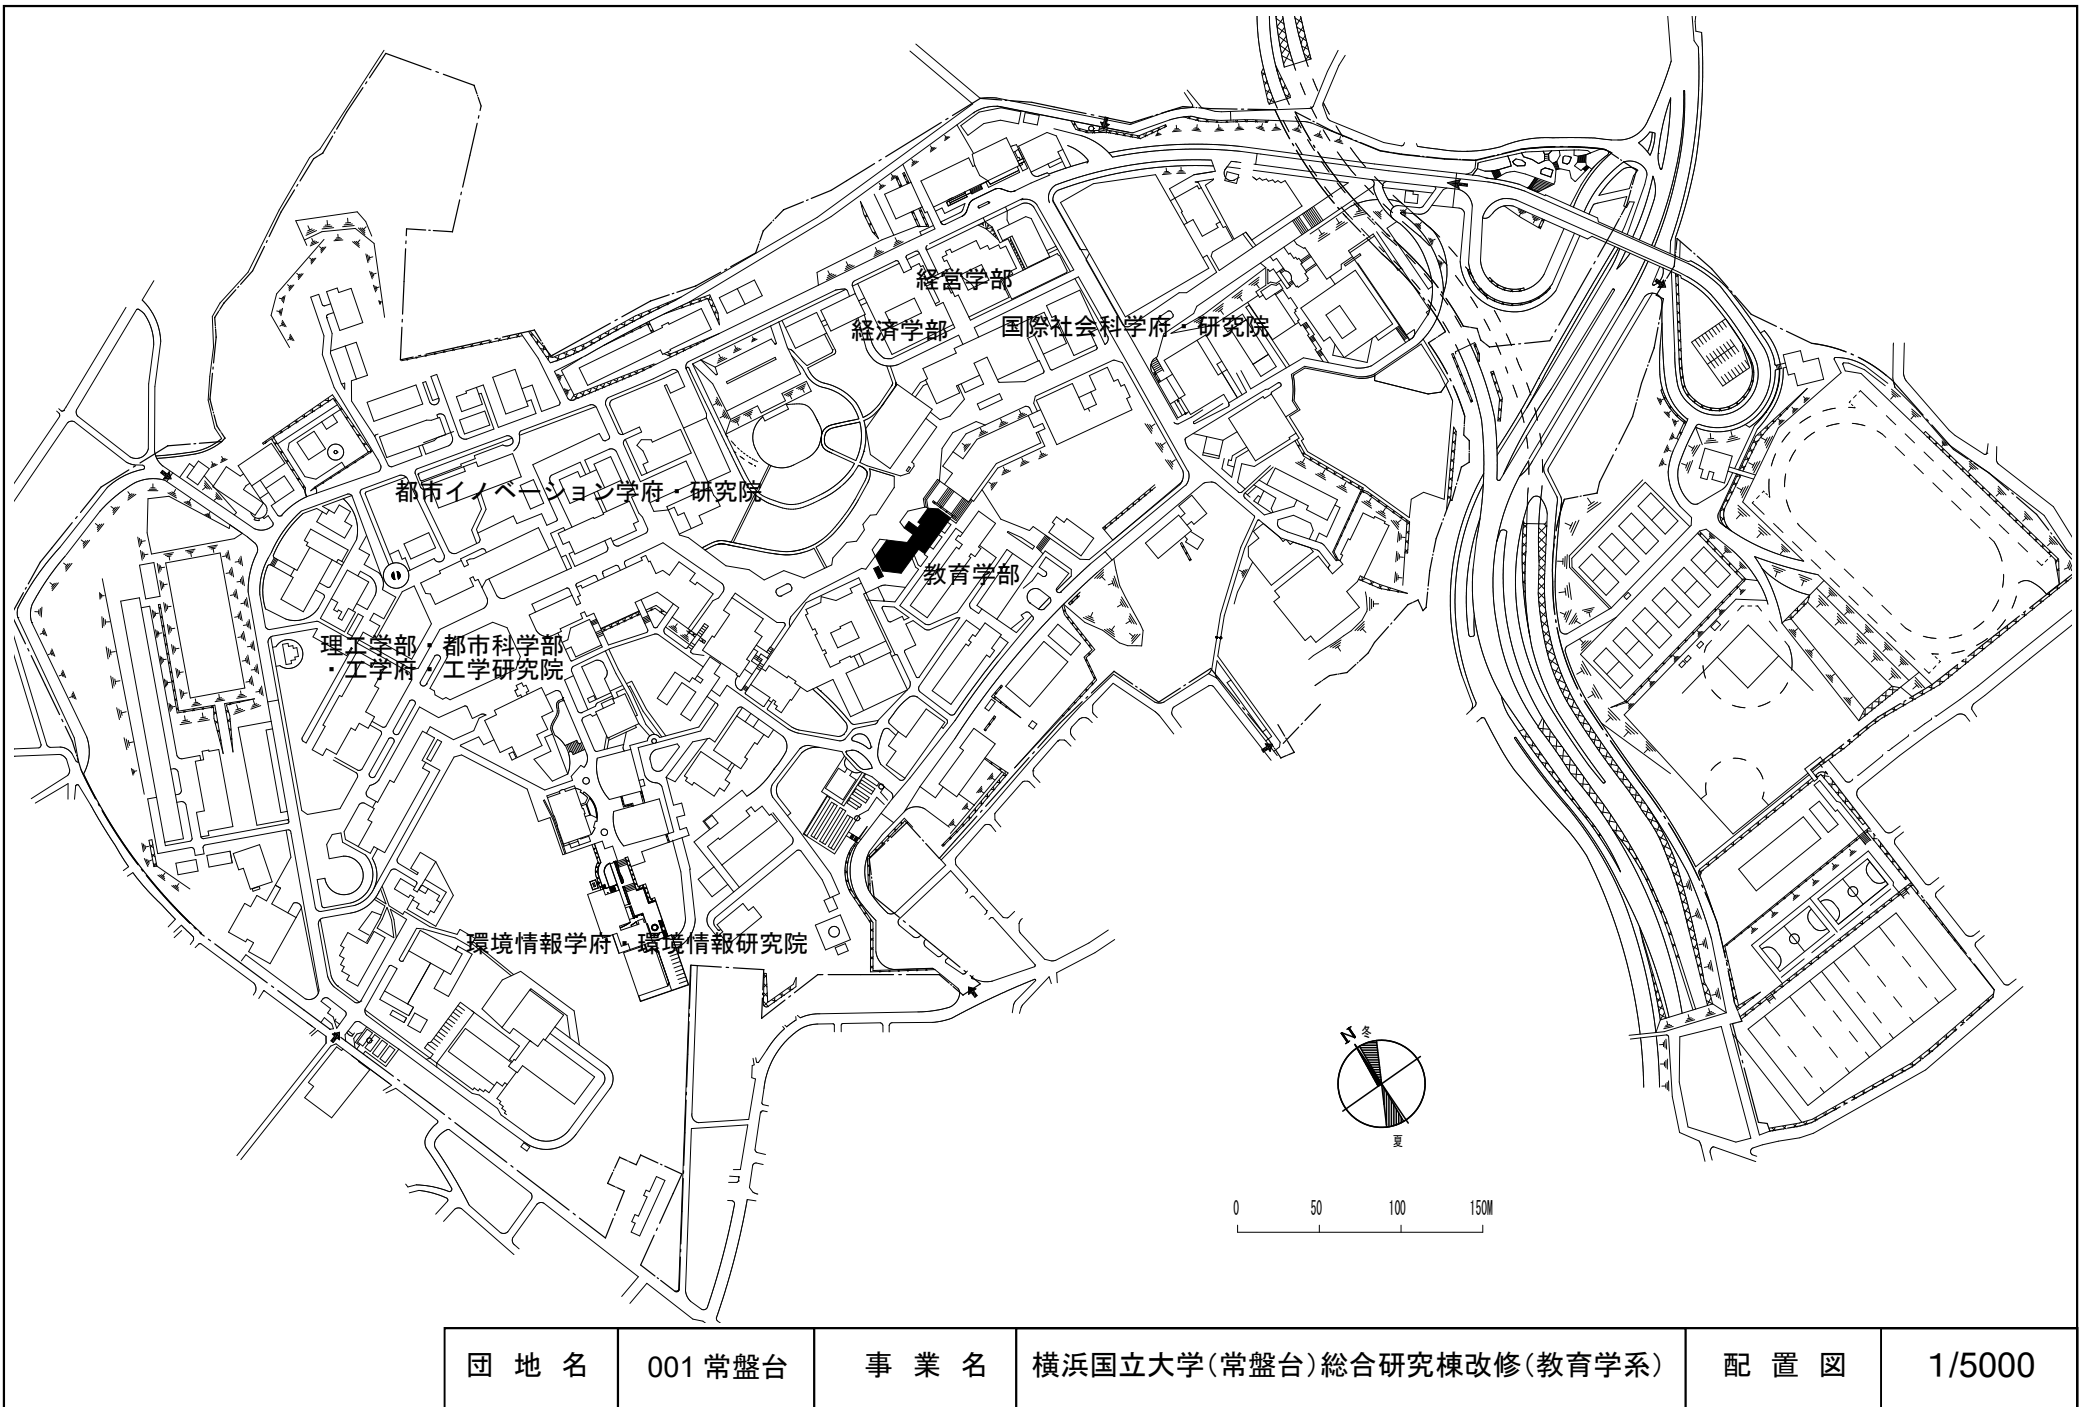 経営学部
経済学部
国際社会科学府・研究院
都市イノベーション学府・研究院
教育学部
理工学部・都市科学部
・工学府・工学研究院
環境情報学府・環境情報研究院
N 冬
夏
0 50 100 150M
団地名 001 常盤台 事業名 横浜国立大学(常盤台)総合研究棟改修(教育学系) 配置図 1/5000